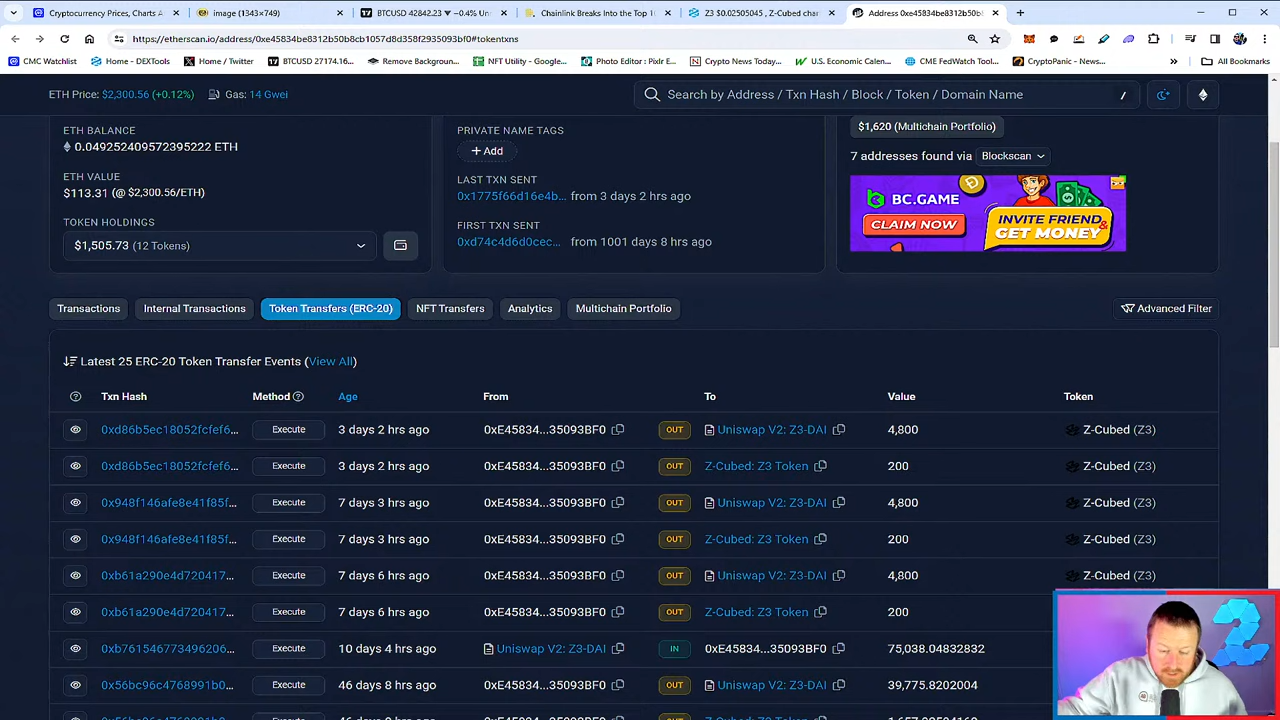 Cryptocurrency Prices, Charts A
image (1343×749)
BTCUSD 42842.23 ▼ −0.4% Un
Chainlink Breaks Into the Top 1
Z3 $0.02105045 , Z-Cubed char
Address 0xe45834be8312b50b
etherscan.io/address/0xe45834be8312b50b8cb1057d8d358f2935093bf0#tokentxns
CMC Watchlist
Home - DEXTools
Home / Twitter
BTCUSD 27174.16...
Remove Backgroun...
NFT Utility - Google...
Photo Editor : Pixlr E...
Crypto News Today...
U.S. Economic Calen...
CME FedWatch Tool...
CryptoPanic - News...
» All Bookmarks
ETH Price: $2,300.56 (+0.12%) Gas: 14 Gwei
Search by Address / Txn Hash / Block / Token / Domain Name /
ETH BALANCE
0.049252409572395222 ETH
ETH VALUE
$113.31 (@ $2,300.56/ETH)
TOKEN HOLDINGS
$1,505.73 (12 Tokens)
PRIVATE NAME TAGS
+ Add
LAST TXN SENT
0x1775f66d16e4b... from 3 days 2 hrs ago
FIRST TXN SENT
0xd74c4d6d0cec... from 1001 days 8 hrs ago
$1,620 (Multichain Portfolio)
7 addresses found via Blockscan
BC.GAME
CLAIM NOW
INVITE FRIEND&
GET MONEY
Transactions Internal Transactions Token Transfers (ERC-20) NFT Transfers Analytics Multichain Portfolio Advanced Filter
Latest 25 ERC-20 Token Transfer Events (View All)
Txn Hash Method Age From To Value Token
0xd86b5ec18052fcfef6... Execute 3 days 2 hrs ago 0xE45834...35093BF0 OUT Uniswap V2: Z3-DAI 4,800 Z-Cubed (Z3)
0xd86b5ec18052fcfef6... Execute 3 days 2 hrs ago 0xE45834...35093BF0 OUT Z-Cubed: Z3 Token 200 Z-Cubed (Z3)
0x948f146afe8e41f85f... Execute 7 days 3 hrs ago 0xE45834...35093BF0 OUT Uniswap V2: Z3-DAI 4,800 Z-Cubed (Z3)
0x948f146afe8e41f85f... Execute 7 days 3 hrs ago 0xE45834...35093BF0 OUT Z-Cubed: Z3 Token 200 Z-Cubed (Z3)
0xb61a290e4d720417... Execute 7 days 6 hrs ago 0xE45834...35093BF0 OUT Uniswap V2: Z3-DAI 4,800 Z-Cubed (Z3)
0xb61a290e4d720417... Execute 7 days 6 hrs ago 0xE45834...35093BF0 OUT Z-Cubed: Z3 Token 200
0xb761546773496206... Execute 10 days 4 hrs ago Uniswap V2: Z3-DAI IN 0xE45834...35093BF0 75,038.04832832
0x56bc96c4768991b0... Execute 46 days 8 hrs ago 0xE45834...35093BF0 OUT Uniswap V2: Z3-DAI 39,775.8202004